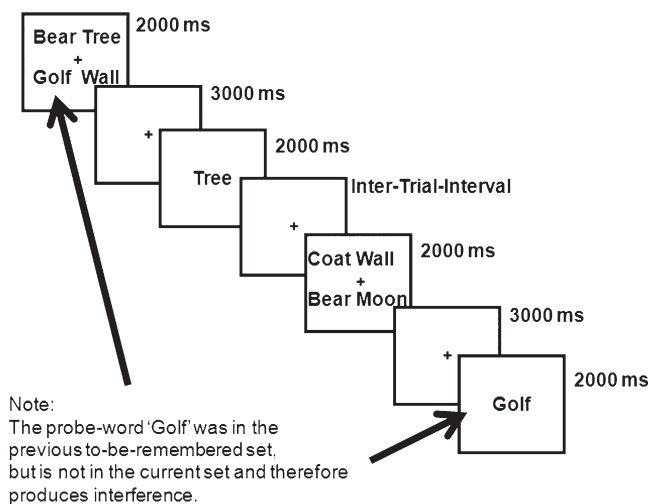 Bear Tree
+
Golf Wall
2000 ms
3000 ms
+
2000 ms
Tree
Inter-Trial-Interval
+
Coat Wall
+
Bear Moon
2000 ms
3000 ms
+
2000 ms
Golf
Note:
The probe-word ‘Golf’ was in the
previous to-be-remembered set,
but is not in the current set and therefore
produces interference.